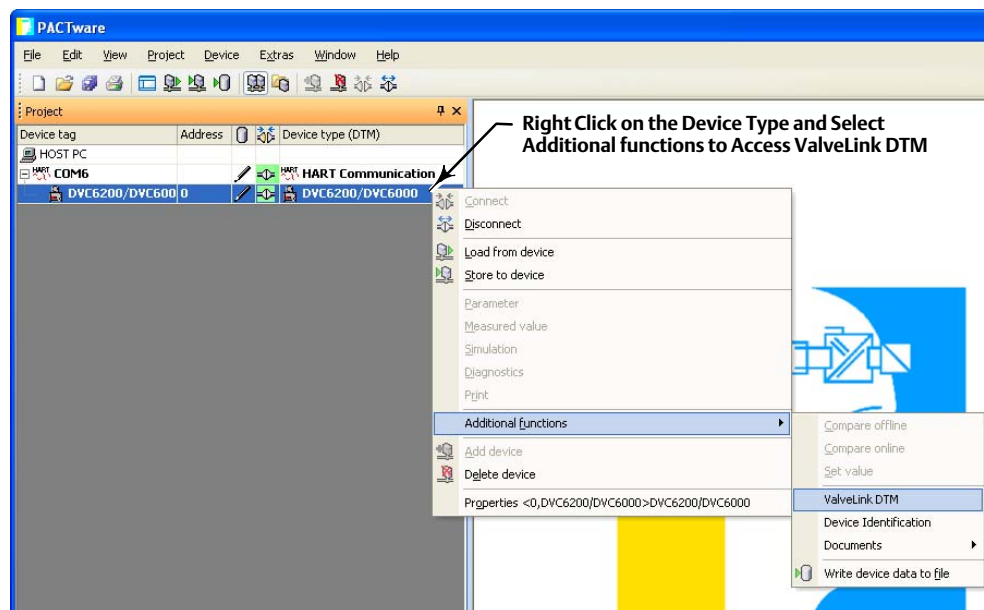 PACTware
File Edit View Project Device Extras Window Help
Project
Device tag Address Device type (DTM)
HOST PC
HART COM6 HART HART Communication
DVC6200/DVC600 0 DVC6200/DVC6000
Right Click on the Device Type and Select
Additional functions to Access ValveLink DTM
Connect
Disconnect
Load from device
Store to device
Parameter
Measured value
Simulation
Diagnostics
Print
Additional functions
Add device
Delete device
Properties <0,DVC6200/DVC6000>DVC6200/DVC6000
Compare offline
Compare online
Set value
ValveLink DTM
Device Identification
Documents
Write device data to file